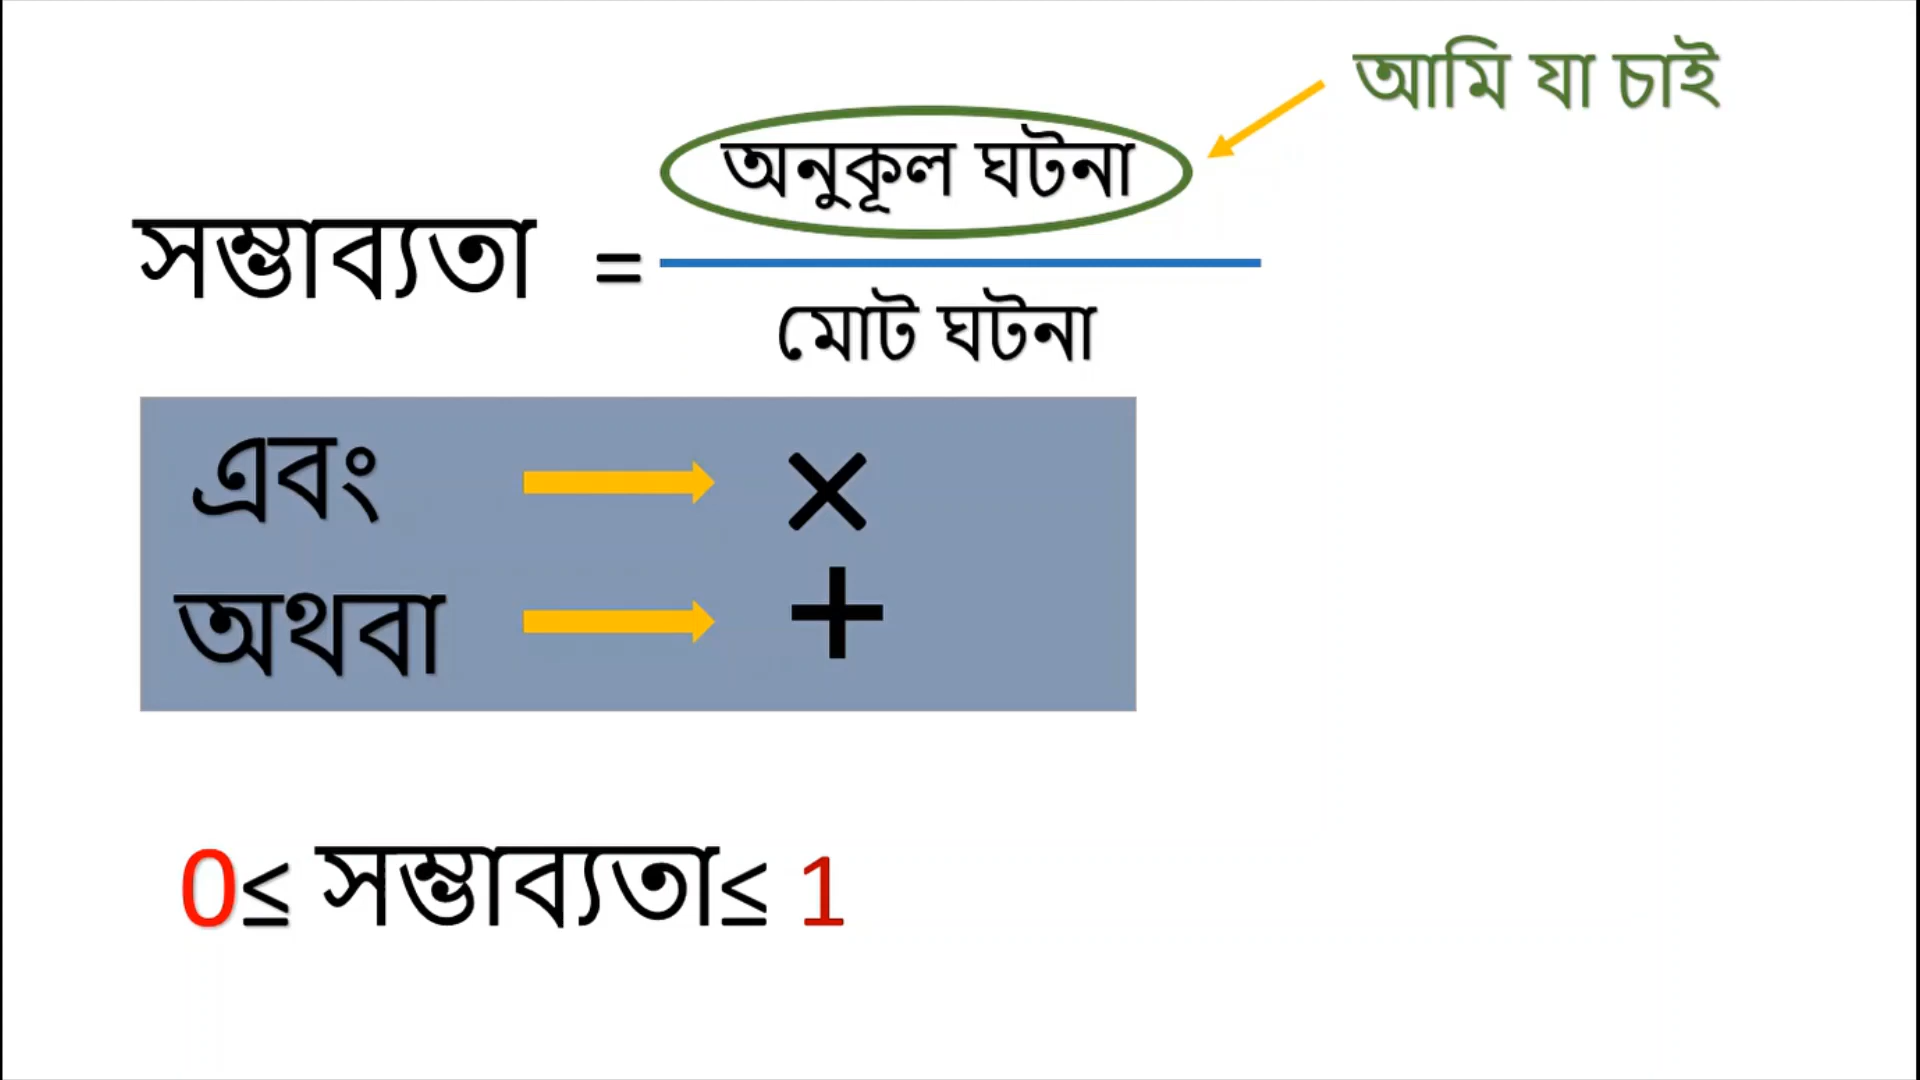 আমি যা চাই
অনুকূল ঘটনা
সম্ভাব্যতা =
মোট ঘটনা
এবং ×
অথবা +
0≤ সম্ভাব্যতা≤ 1